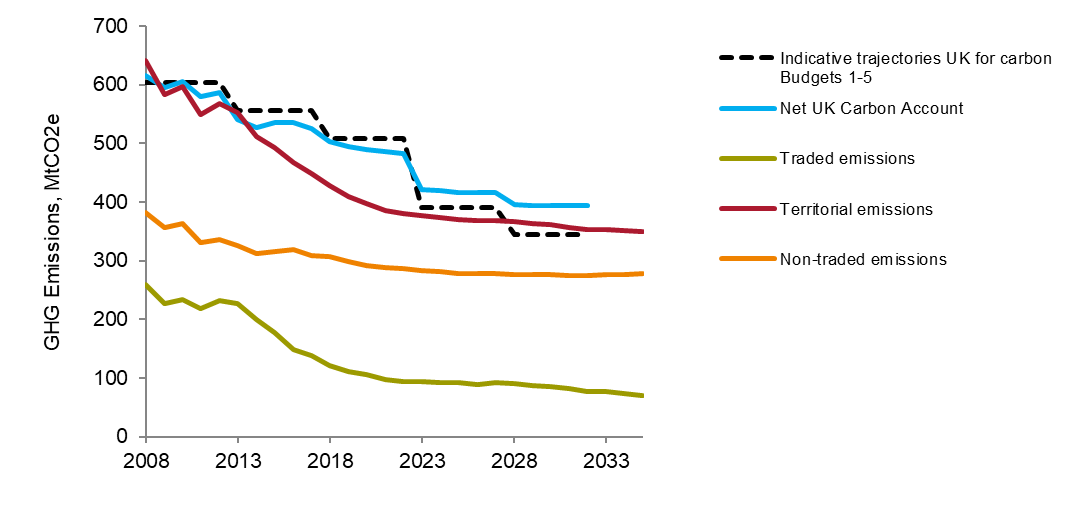 700
600
500
400
300
200
100
0
GHG Emissions, MtCO2e
2008 2013 2018 2023 2028 2033
Indicative trajectories UK for carbon
Budgets 1-5
Net UK Carbon Account
Traded emissions
Territorial emissions
Non-traded emissions